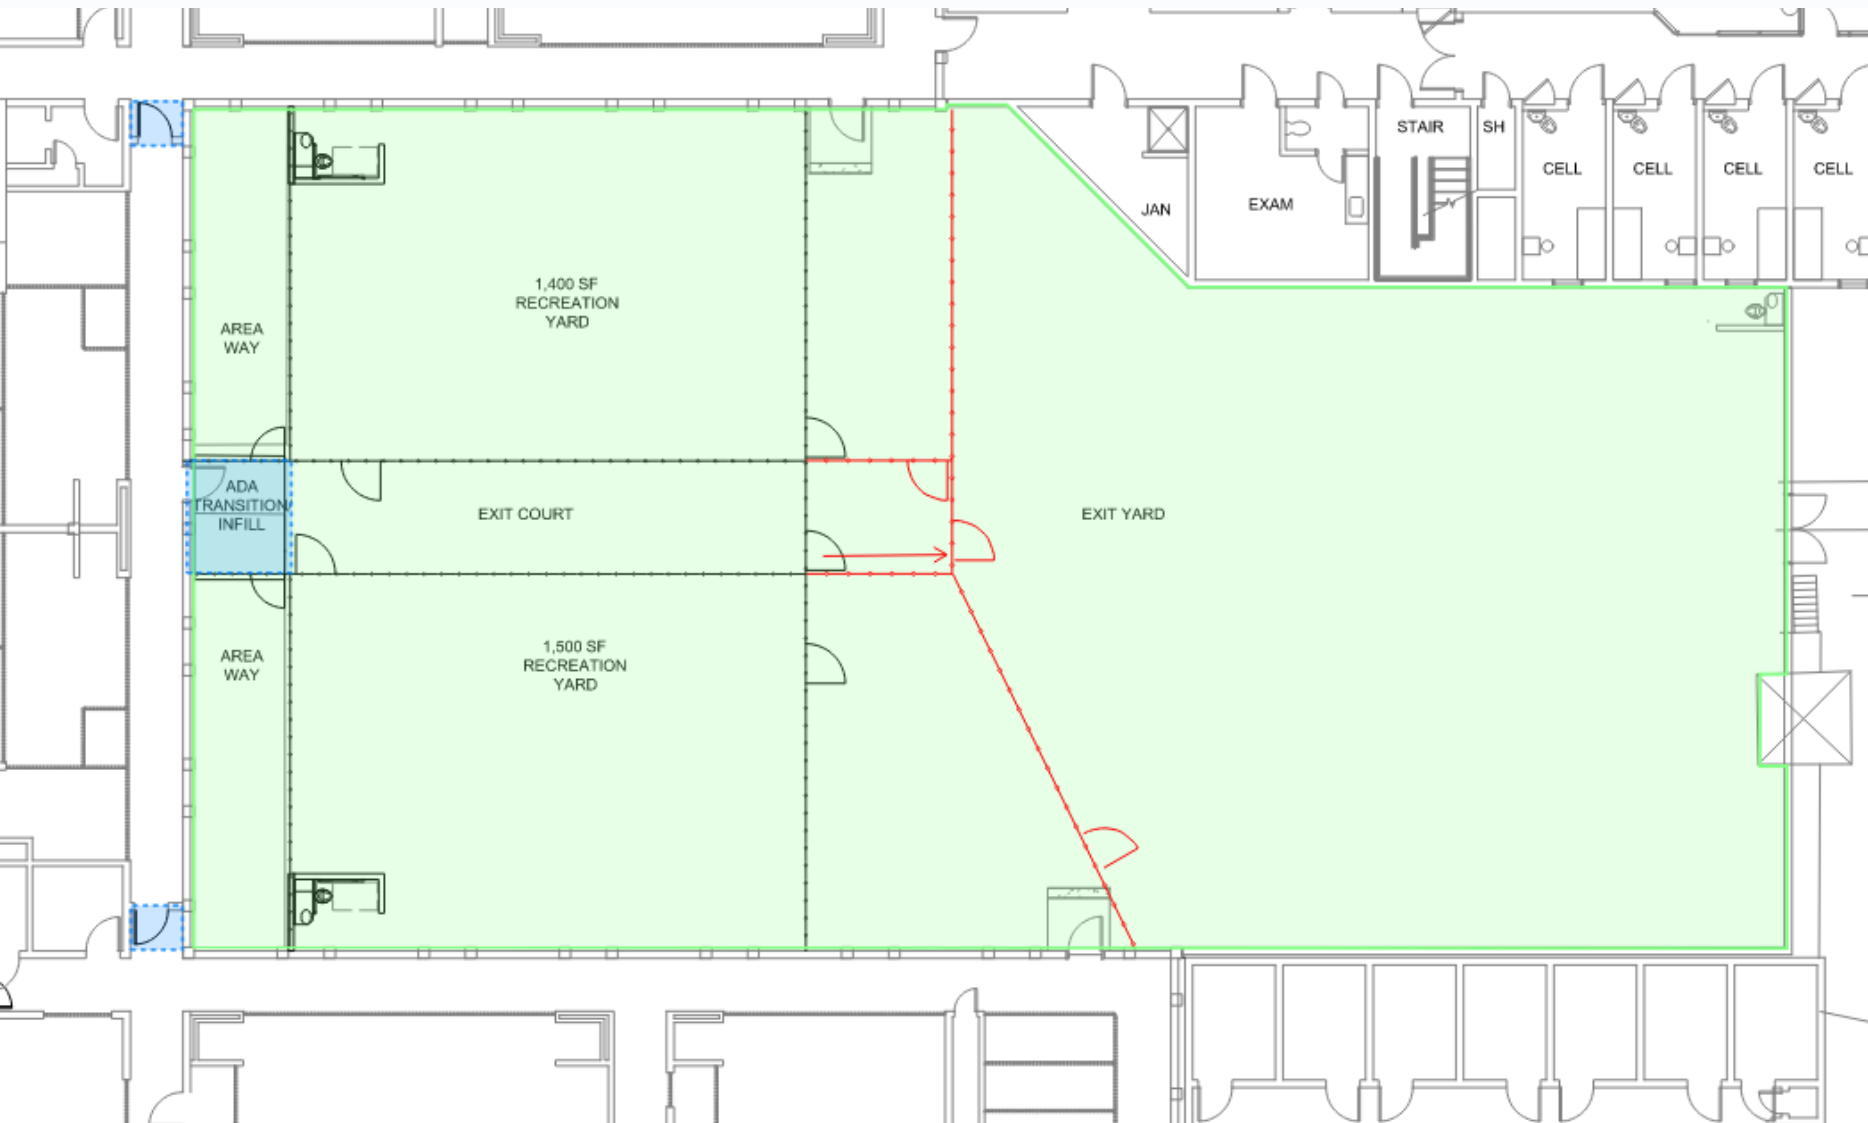 STAIR
SH
CELL
CELL
CELL
CELL
JAN
EXAM
1,400 SF
RECREATION
YARD
AREA
WAY
ADA
TRANSITION
INFILL
EXIT COURT
EXIT YARD
AREA
WAY
1,500 SF
RECREATION
YARD